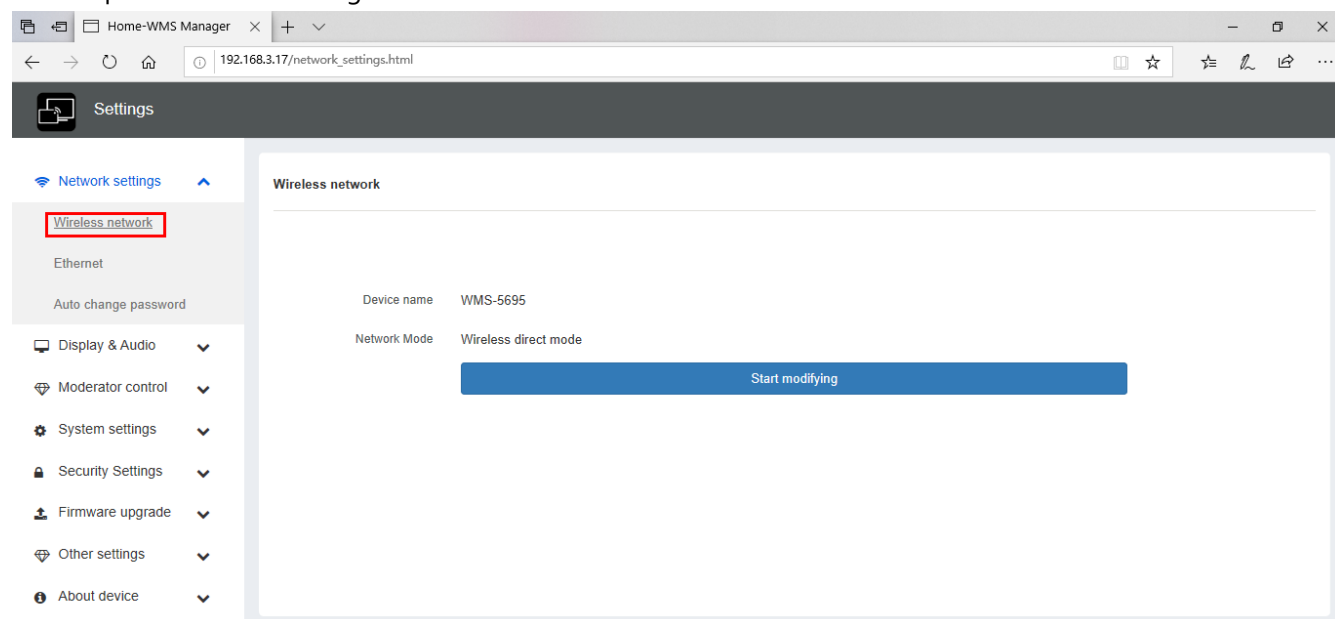 Home-WMS Manager
192.168.3.17/network_settings.html
Settings
Network settings
Wireless network
Ethernet
Auto change password
Display & Audio
Moderator control
System settings
Security Settings
Firmware upgrade
Other settings
About device
Wireless network
Device name WMS-5695
Network Mode Wireless direct mode
Start modifying